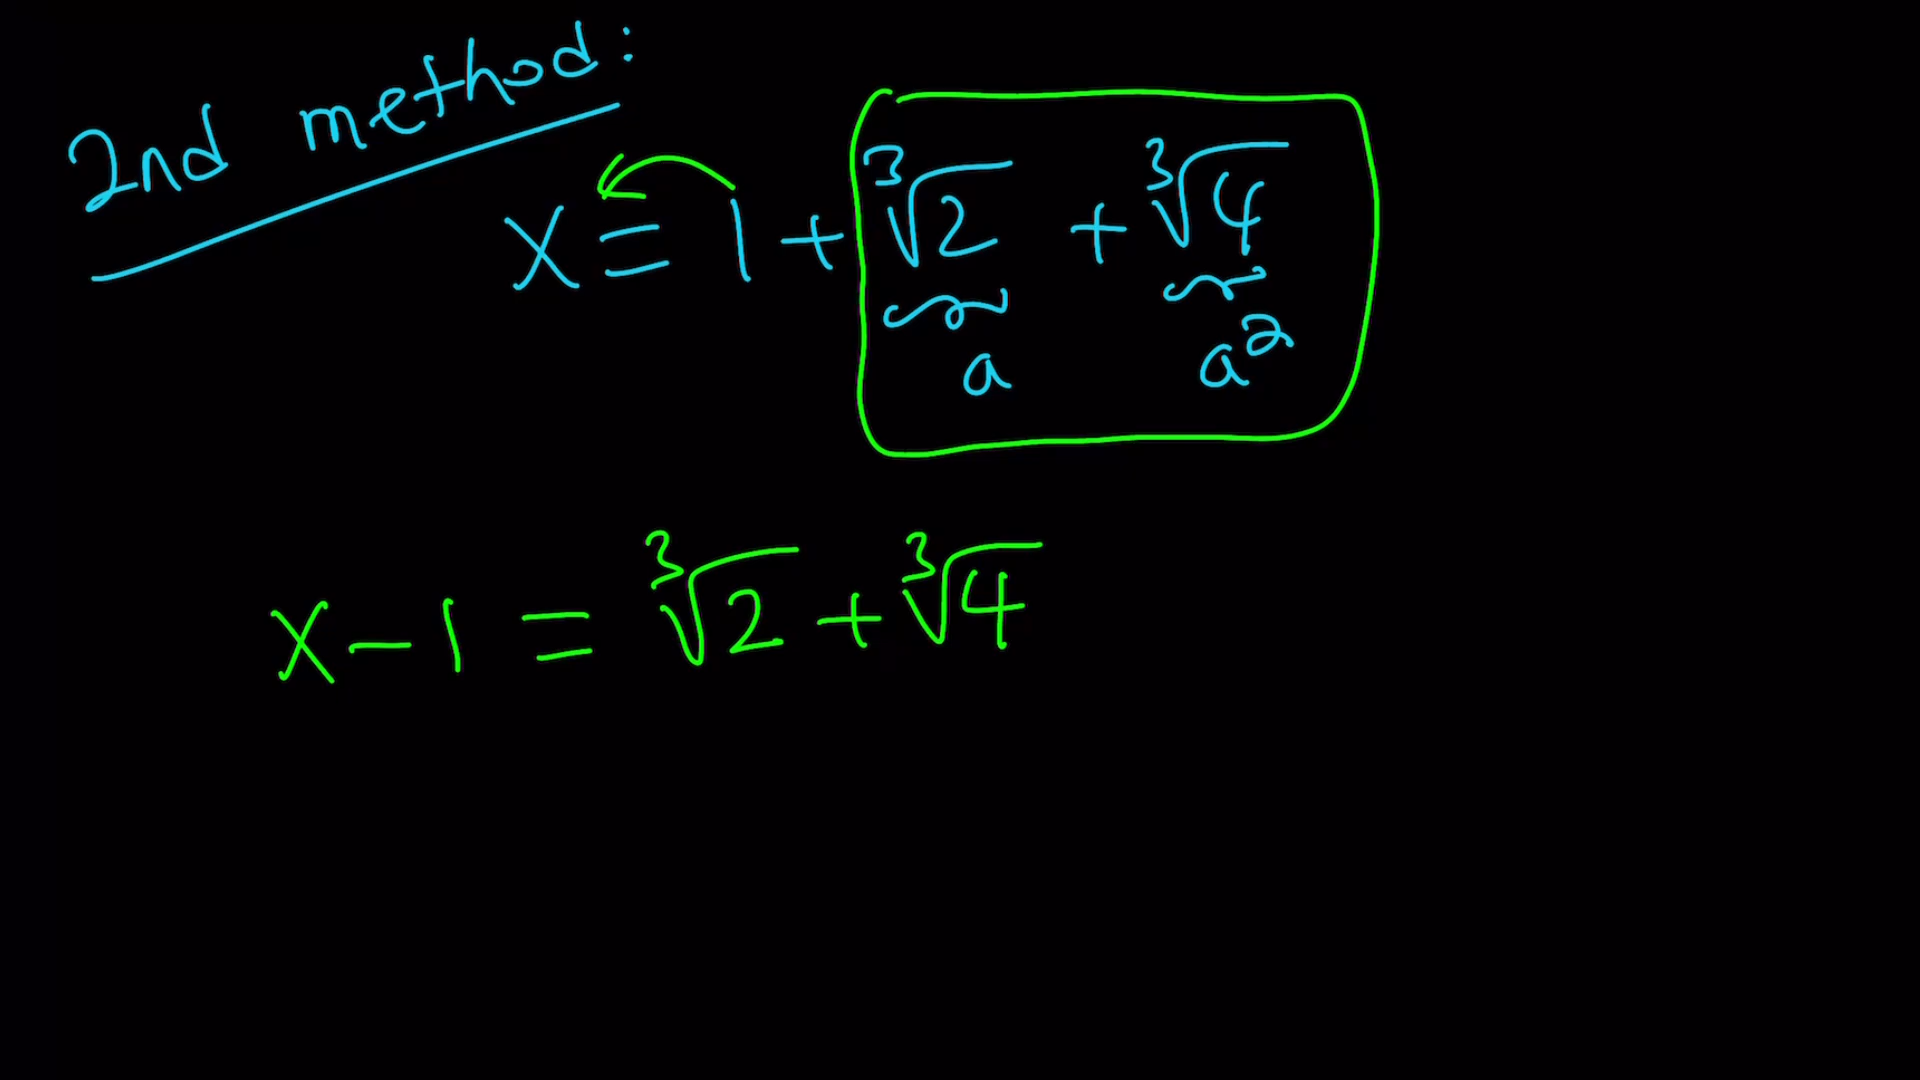 2nd method:
x = 1 + ∛2 + ∛4
a a²
x - 1 = ∛2 + ∛4